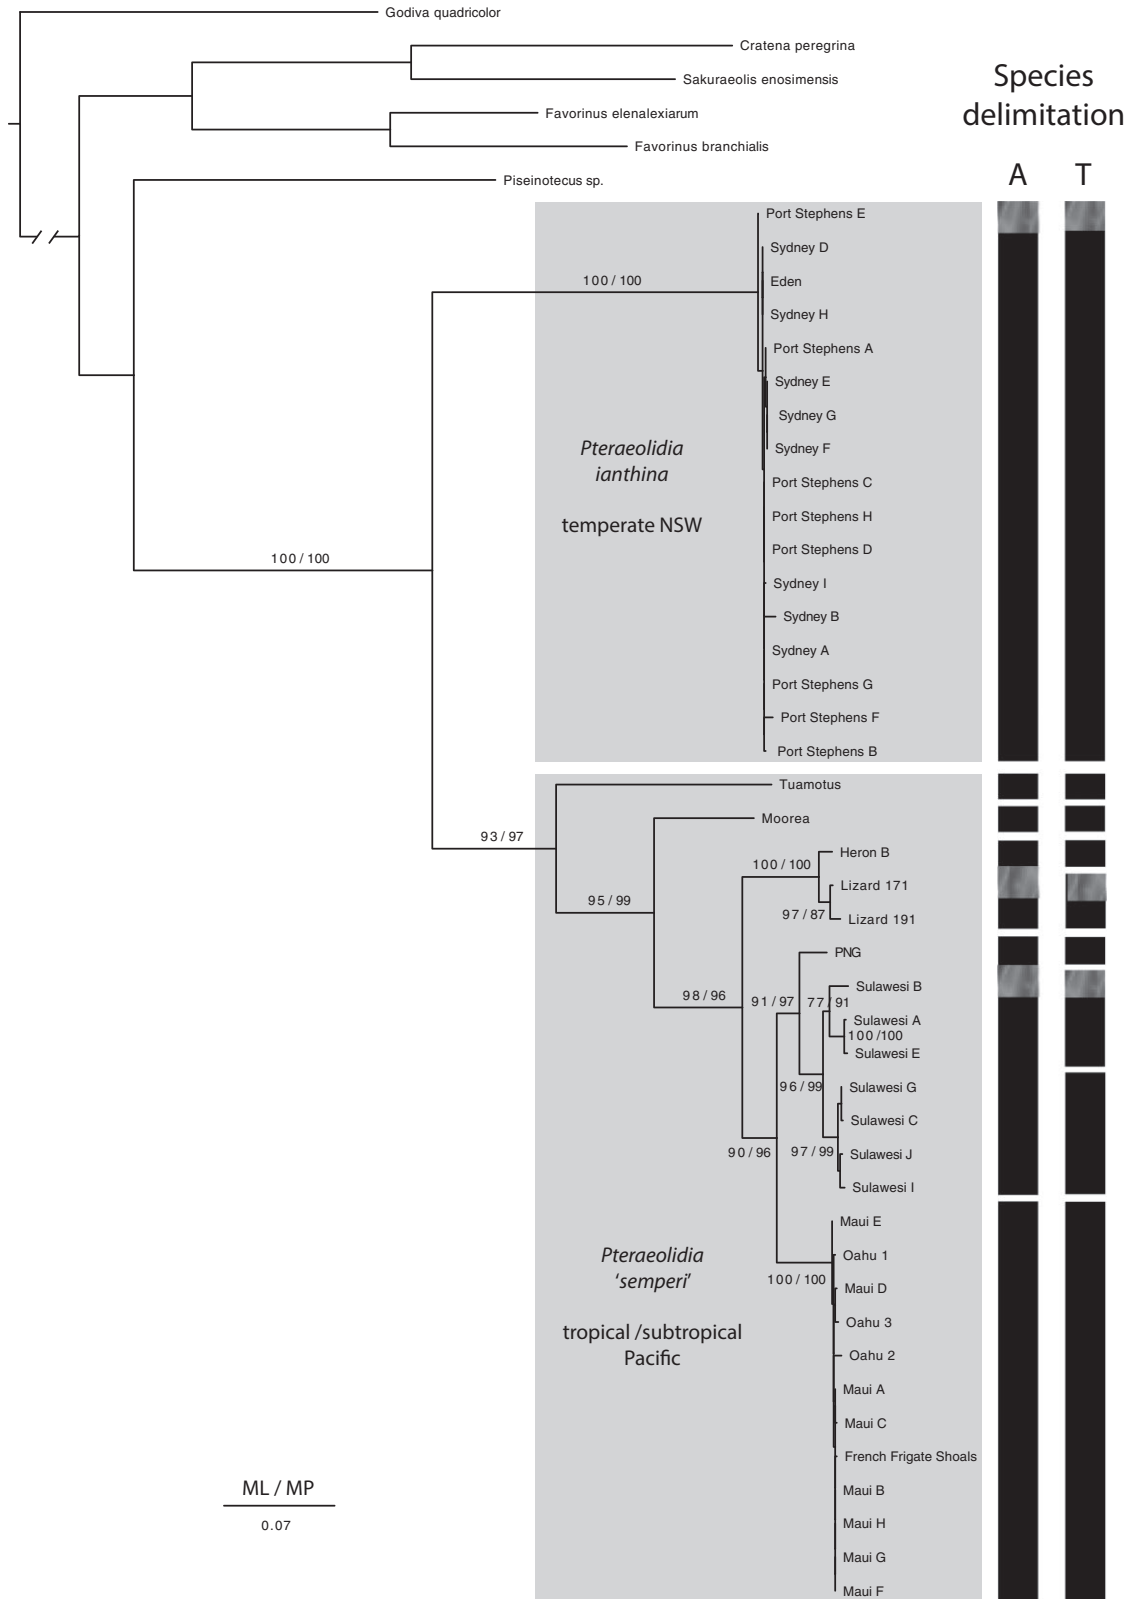 Godiva quadricolor
Cratena peregrina
Sakuraeolis enosimensis
Favorinus elenalexiarum
Favorinus branchialis
Piseinotecus sp.
Species
delimitation
A T
Port Stephens E
Sydney D
100 / 100
Eden
Sydney H
Port Stephens A
Sydney E
Sydney G
Sydney F
Pteraeolidia
ianthina
temperate NSW
Port Stephens C
Port Stephens H
Port Stephens D
100 / 100
Sydney I
Sydney B
Sydney A
Port Stephens G
Port Stephens F
Port Stephens B
Tuamotus
Moorea
93 / 97
Heron B
100 / 100
Lizard 171
95 / 99
97 / 87
Lizard 191
PNG
Sulawesi B
98 / 96
91 / 97
77 / 91
Sulawesi A
100 /100
Sulawesi E
96 / 99
Sulawesi G
Sulawesi C
90 / 96
97 / 99
Sulawesi J
Sulawesi I
Maui E
Oahu 1
100 / 100
Maui D
Oahu 3
Oahu 2
Pteraeolidia
‘semperi’
tropical /subtropical
Pacific
Maui A
Maui C
French Frigate Shoals
Maui B
Maui H
Maui G
Maui F
ML / MP
0.07